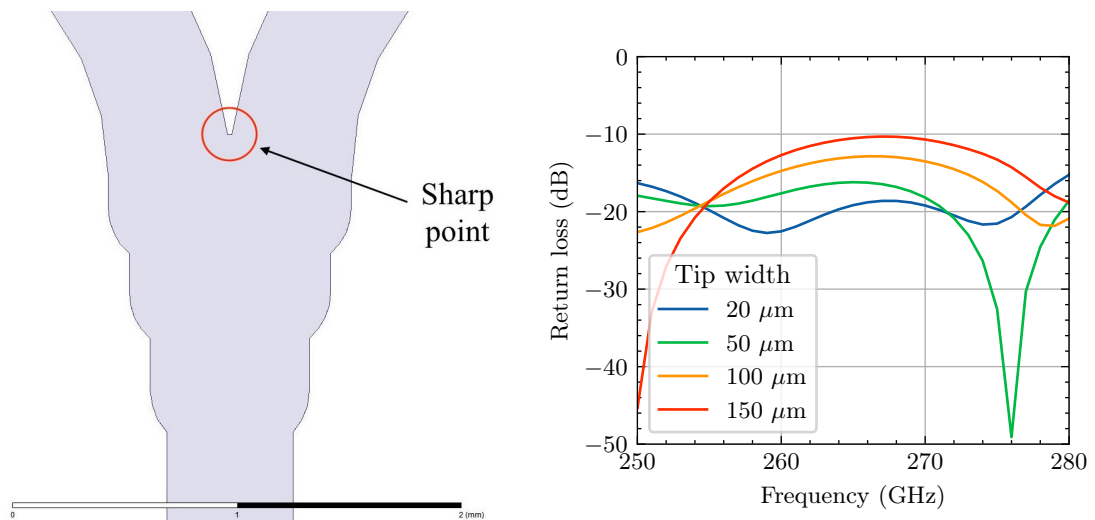 Sharp
point
0
1
2 (mm)
Return loss (dB)
0
−10
−20
−30
−40
−50
Tip width
20 μm
50 μm
100 μm
150 μm
250
260
270
280
Frequency (GHz)